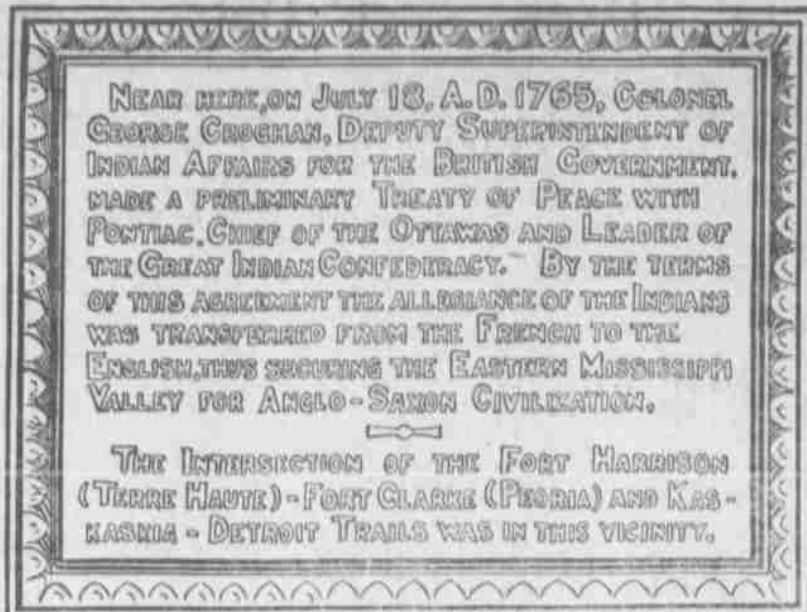 NEAR HERE, ON JULY 18, A.D. 1765, COLONEL
GEORGE CROGHAN, DEPUTY SUPERINTENDENT OF
INDIAN AFFAIRS FOR THE BRITISH GOVERNMENT,
MADE A PRELIMINARY TREATY OF PEACE WITH
PONTIAC, CHIEF OF THE OTTAWAS AND LEADER OF
THE GREAT INDIAN CONFEDERACY. BY THE TERMS
OF THIS AGREEMENT THE ALLEGIANCE OF THE INDIANS
WAS TRANSFERRED FROM THE FRENCH TO THE
ENGLISH, THUS SECURING THE EASTERN MISSISSIPPI
VALLEY FOR ANGLO-SAXON CIVILIZATION.
THE INTERSECTION OF THE FORT HARRISON
(TERRE HAUTE)-FORT CLARKE (PEORIA) AND KAS-
KASKIA-DETROIT TRAILS WAS IN THIS VICINITY.